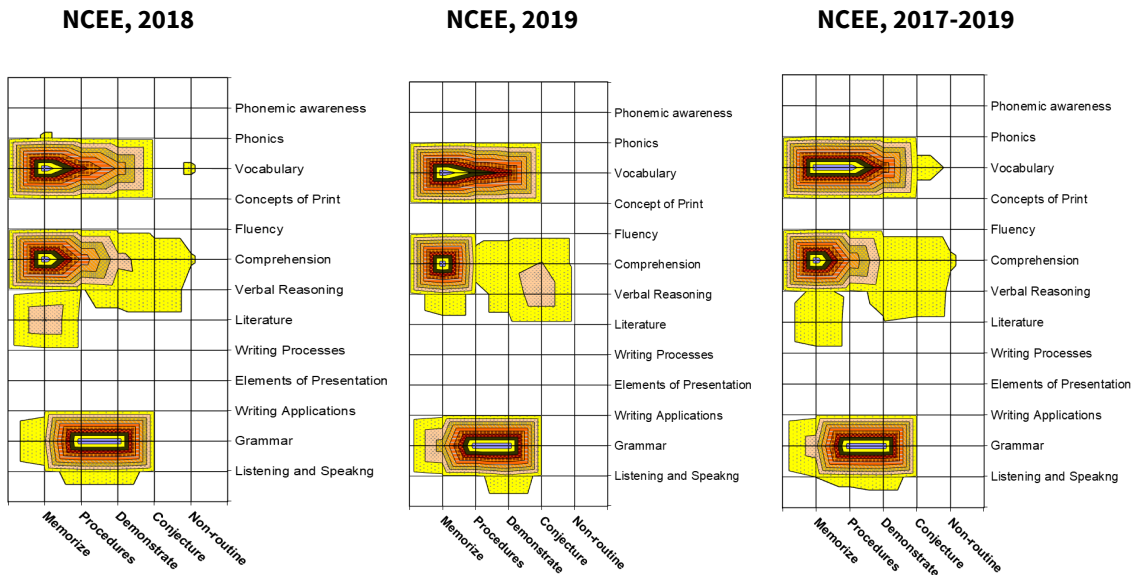 NCEE, 2018
Phonemic awareness
Phonics
Vocabulary
Concepts of Print
Fluency
Comprehension
Verbal Reasoning
Literature
Writing Processes
Elements of Presentation
Writing Applications
Grammar
Listening and Speakng
Memorize
Procedures
Demonstrate
Conjecture
Non-routine
NCEE, 2019
Phonemic awareness
Phonics
Vocabulary
Concept of Print
Fluency
Comprehension
Verbal Reasoning
Literature
Writing Processes
Elements of Presentation
Writing Applications
Grammar
Listening and Speakng
Memorize
Procedures
Demonstrate
Conjecture
Non-routine
NCEE, 2017-2019
Phonemic awareness
Phonics
Vocabulary
Concepts of Print
Fluency
Comprehension
Verbal Reasoning
Literature
Writing Processes
Elements of Presentation
Writing Applications
Grammar
Listening and Speakng
Memorize
Procedures
Demonstrate
Conjecture
Non-routine